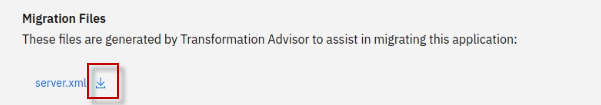 Migration Files
These files are generated by Transformation Advisor to assist in migrating this application:
server.xml